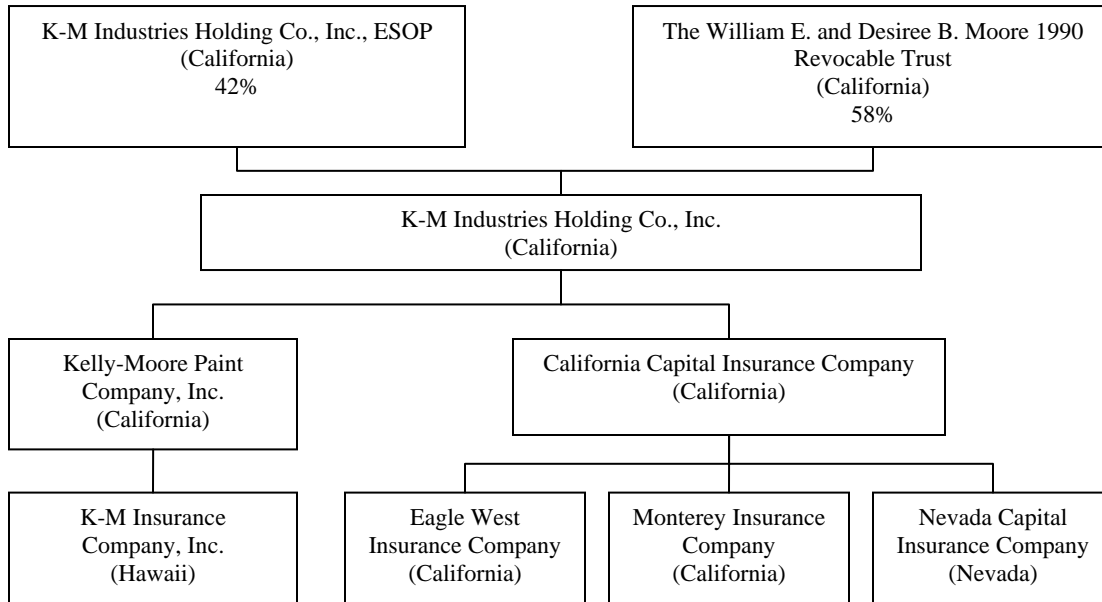 K-M Industries Holding Co., Inc., ESOP
(California)
42%
The William E. and Desiree B. Moore 1990
Revocable Trust
(California)
58%
K-M Industries Holding Co., Inc.
(California)
Kelly-Moore Paint
Company, Inc.
(California)
California Capital Insurance Company
(California)
K-M Insurance
Company, Inc.
(Hawaii)
Eagle West
Insurance Company
(California)
Monterey Insurance
Company
(California)
Nevada Capital
Insurance Company
(Nevada)